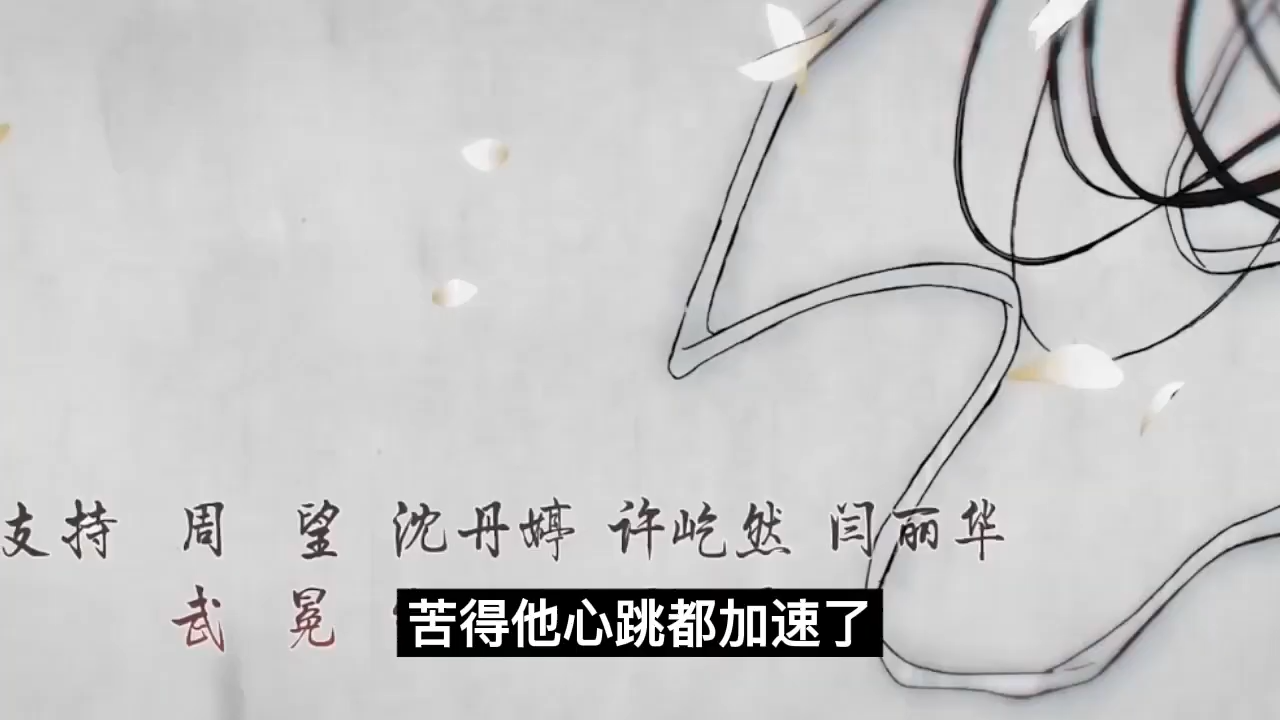 支持 周 望 沈丹婷 许屹然 闫丽华
武 冕
苦得他心跳都加速了